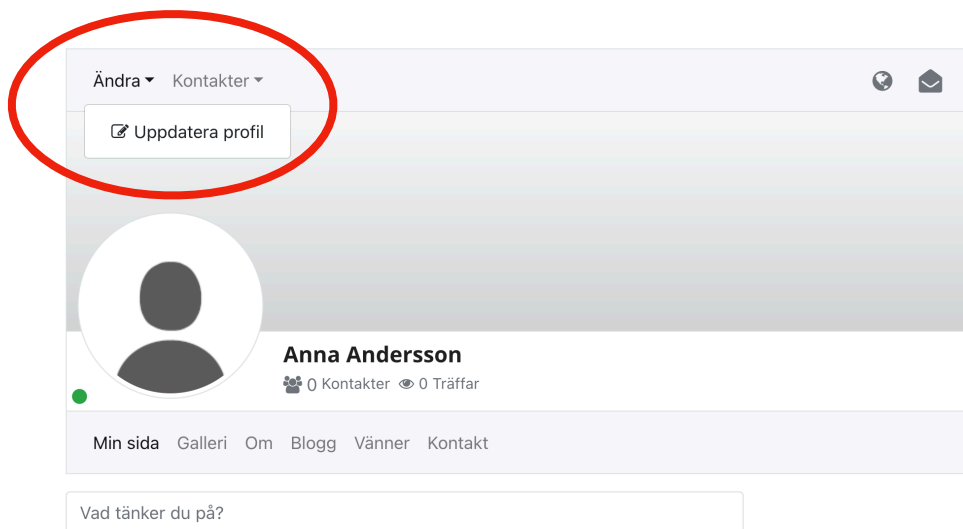 Ändra Kontakter
Uppdatera profil
Anna Andersson
0 Kontakter 0 Träffar
Min sida Galleri Om Blogg Vänner Kontakt
Vad tänker du på?